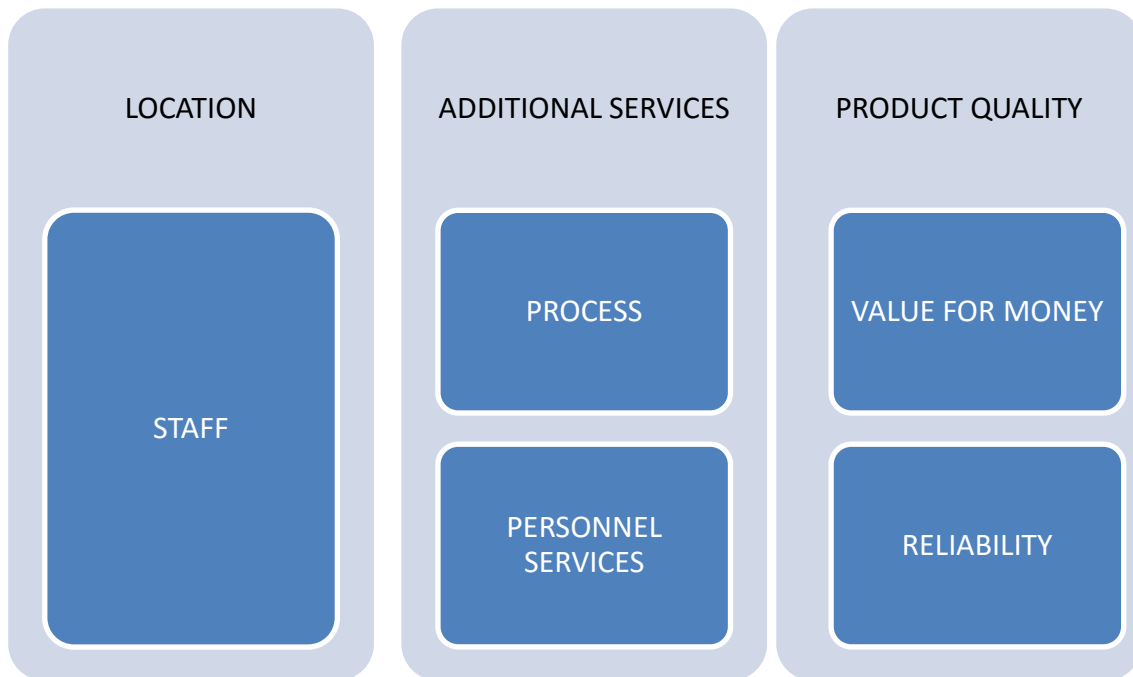 LOCATION
STAFF
ADDITIONAL SERVICES
PROCESS
PERSONNEL
SERVICES
PRODUCT QUALITY
VALUE FOR MONEY
RELIABILITY